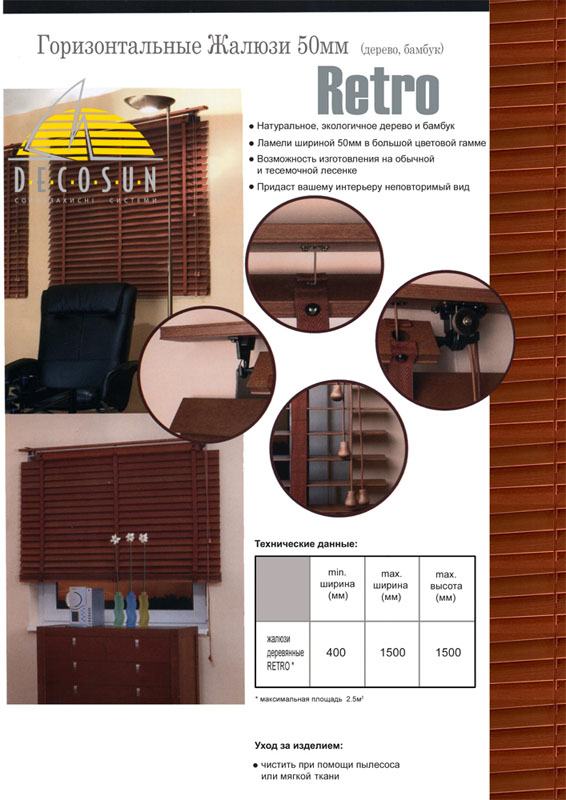 Горизонтальные Жалюзи 50мм (дерево, бамбук)
Retro
• Натуральное, экологичное дерево и бамбук
• Ламели шириной 50мм в большой цветовой гамме
• Возможность изготовления на обычной
и тесемочной лесенке
• Придаст вашему интерьеру неповторимый вид
D•E•C•O•S•U•N
СОНЦЕЗАХИСНІ СИСТЕМИ
Технические данные:
min. ширина (мм)
max. ширина (мм)
max. высота (мм)
жалюзи
деревянные
RETRO *
400
1500
1500
* максимальная площадь 2.5м²
Уход за изделием:
• чистить при помощи пылесоса
или мягкой ткани